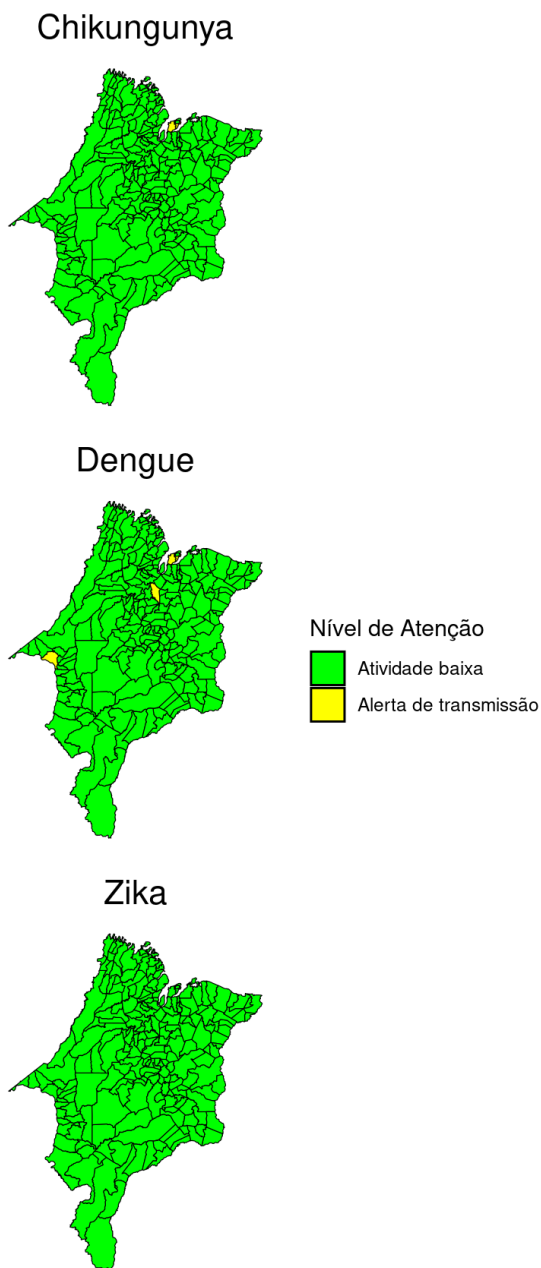 Chikungunya
Dengue
Nível de Atenção
Atividade baixa
Alerta de transmissão
Zika